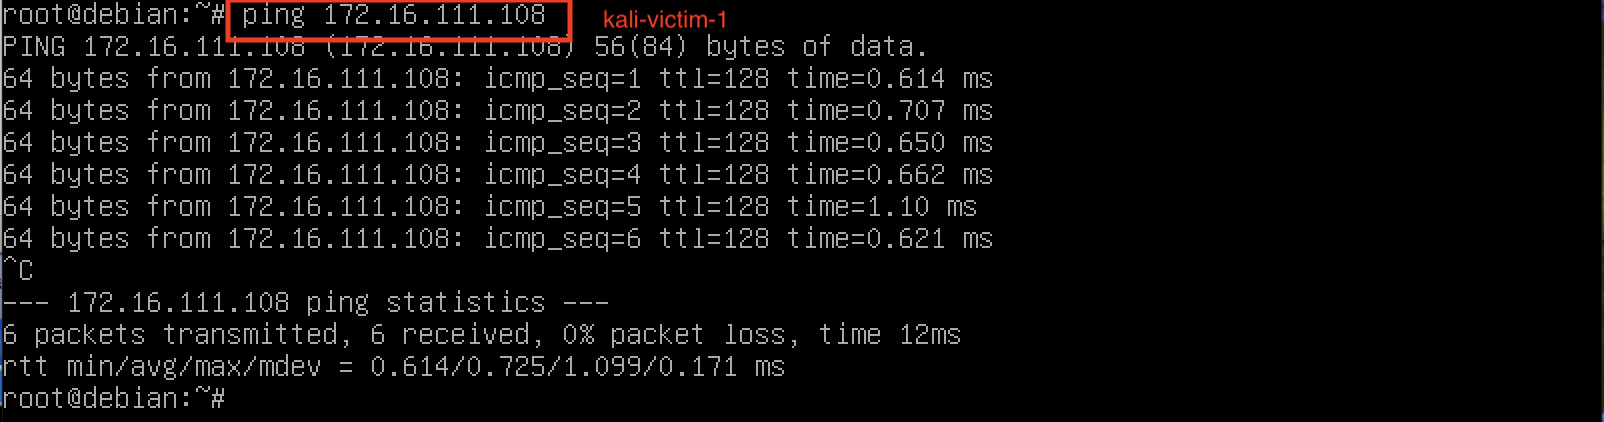 root@debian:~# ping 172.16.111.108 kali-victim-1
PING 172.16.111.108 (172.16.111.108) 56(84) bytes of data.
64 bytes from 172.16.111.108: icmp_seq=1 ttl=128 time=0.614 ms
64 bytes from 172.16.111.108: icmp_seq=2 ttl=128 time=0.707 ms
64 bytes from 172.16.111.108: icmp_seq=3 ttl=128 time=0.650 ms
64 bytes from 172.16.111.108: icmp_seq=4 ttl=128 time=0.662 ms
64 bytes from 172.16.111.108: icmp_seq=5 ttl=128 time=1.10 ms
64 bytes from 172.16.111.108: icmp_seq=6 ttl=128 time=0.621 ms
^C
--- 172.16.111.108 ping statistics ---
6 packets transmitted, 6 received, 0% packet loss, time 12ms
rtt min/avg/max/mdev = 0.614/0.725/1.099/0.171 ms
root@debian:~#